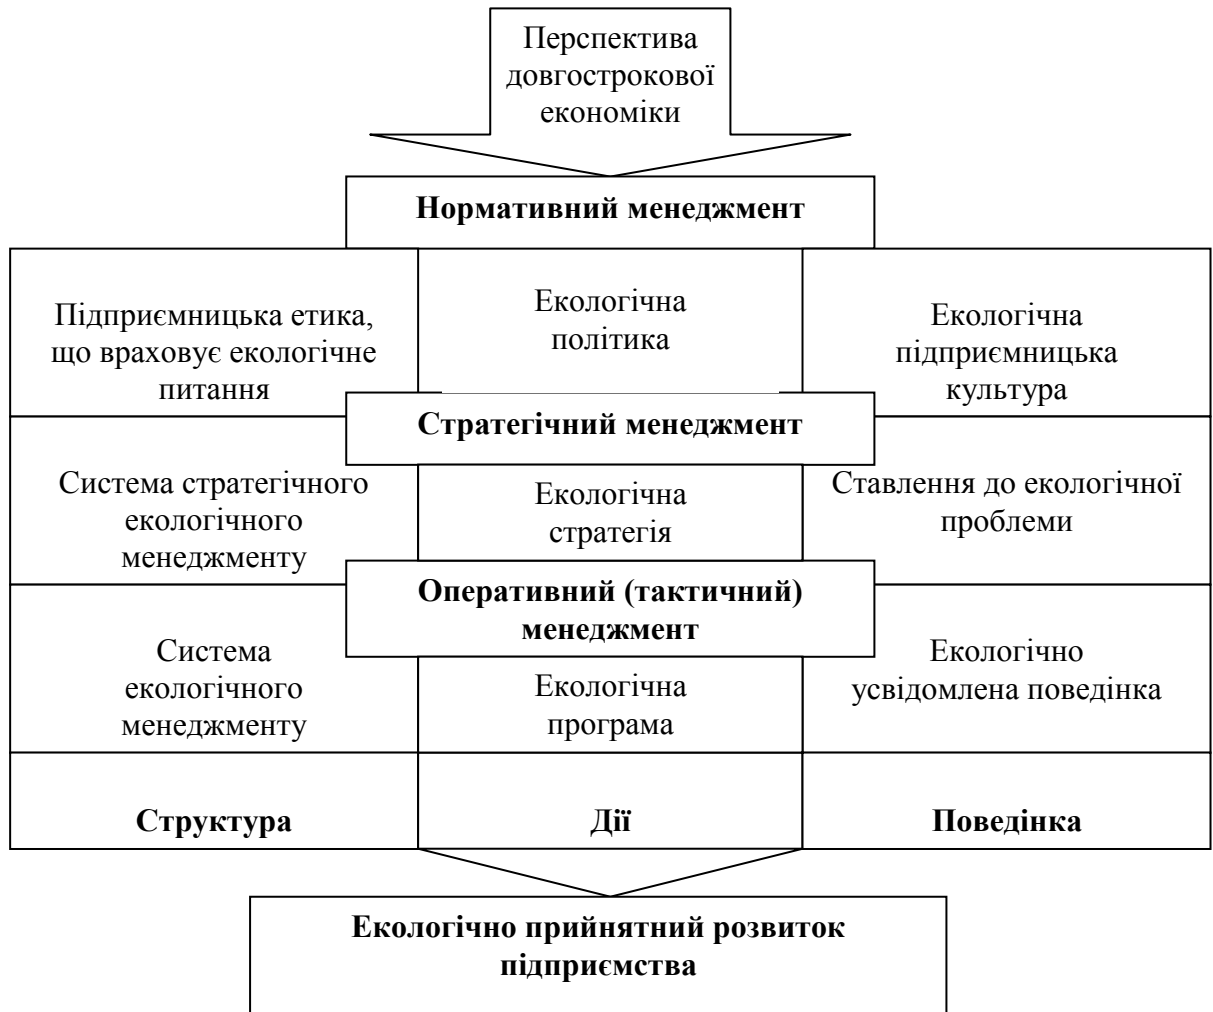 Перспектива
довгострокової
економіки
Нормативний менеджмент
Підприємницька етика,
що враховує екологічне
питання
Екологічна
політика
Екологічна
підприємницька
культура
Стратегічний менеджмент
Система стратегічного
екологічного
менеджменту
Екологічна
стратегія
Ставлення до екологічної
проблеми
Оперативний (тактичний)
менеджмент
Система
екологічного
менеджменту
Екологічна
програма
Екологічно
усвідомлена поведінка
Структура
Дії
Поведінка
Екологічно прийнятний розвиток
підприємства